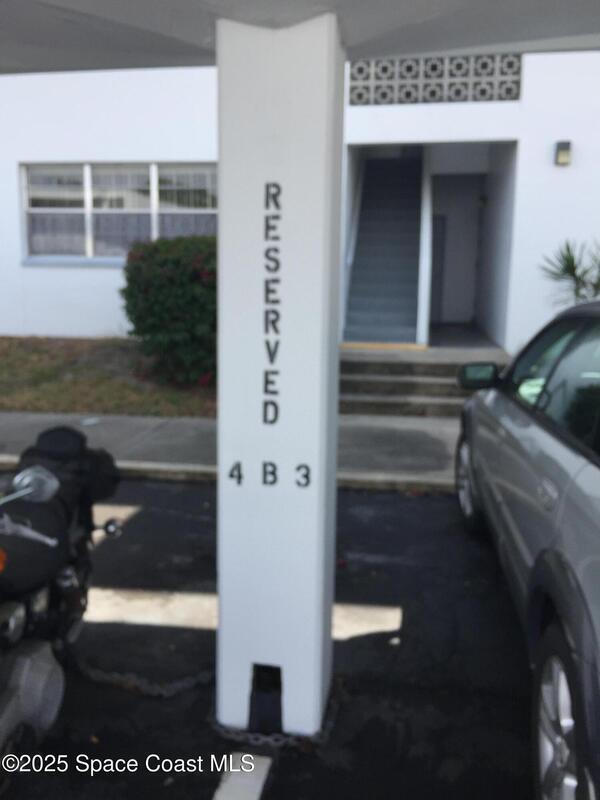 RESERVED
4 B 3
©2025 Space Coast MLS